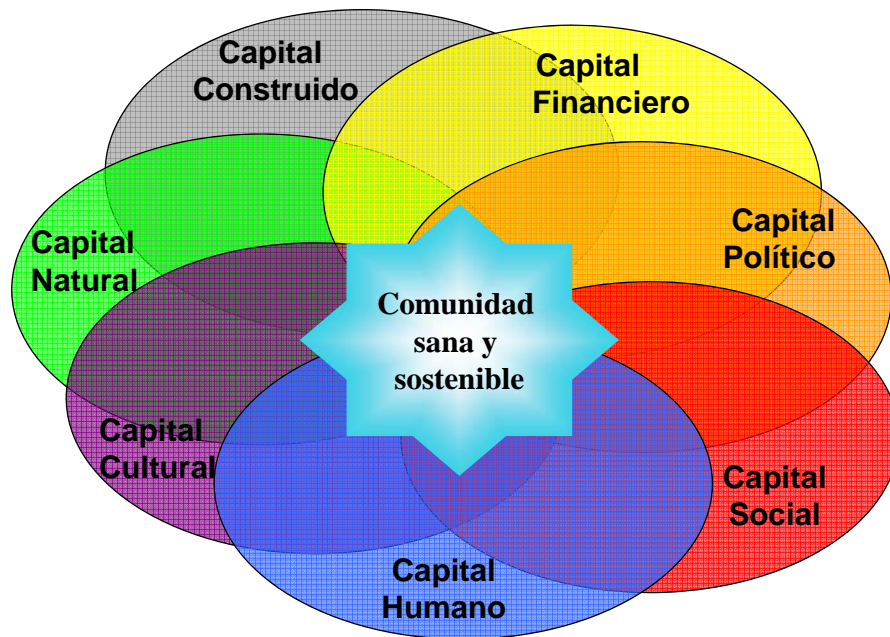 Capital
Construido
Capital
Financiero
Capital
Natural
Capital
Político
Comunidad
sana y
sostenible
Capital
Cultural
Capital
Social
Capital
Humano